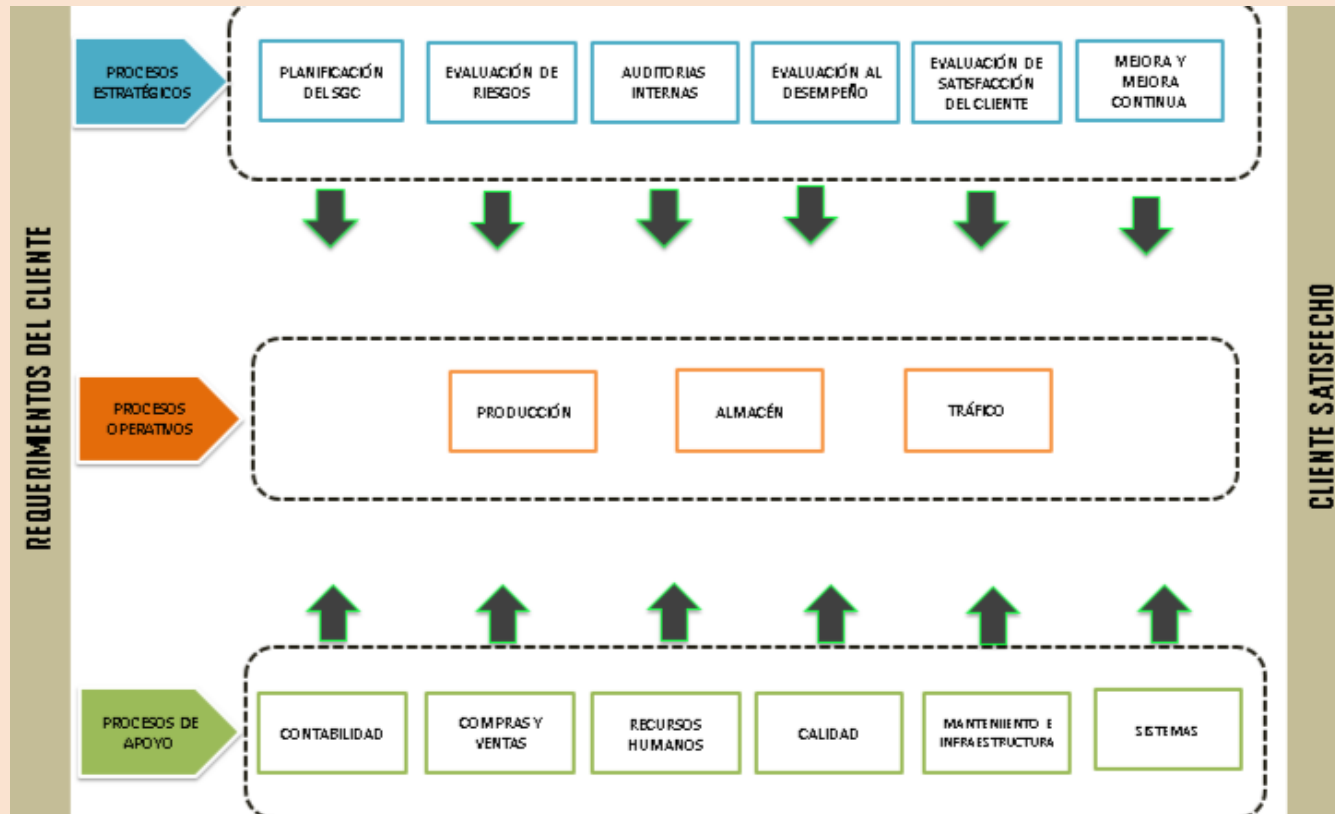 REQUERIMIENTOS DEL CLIENTE
PROCESOS
ESTRATÉGICOS
PLANIFICACIÓN
DEL SGC
EVALUACIÓN DE
RIESGOS
AUDITORIAS
INTERNAS
EVALUACIÓN AL
DESEMPEÑO
EVALUACIÓN DE
SATISFACCIÓN
DEL CLIENTE
MEJORA Y
MEJORA
CONTINUA
PROCESOS
OPERATIVOS
PRODUCCIÓN
ALMACÉN
TRÁFICO
PROCESOS DE
APOYO
CONTABILIDAD
COMPRAS Y
VENTAS
RECURSOS
HUMANOS
CALIDAD
MANTENIIENTO E
INFRAESTRUCTURA
SISTEMAS
CLIENTE SATISFECHO